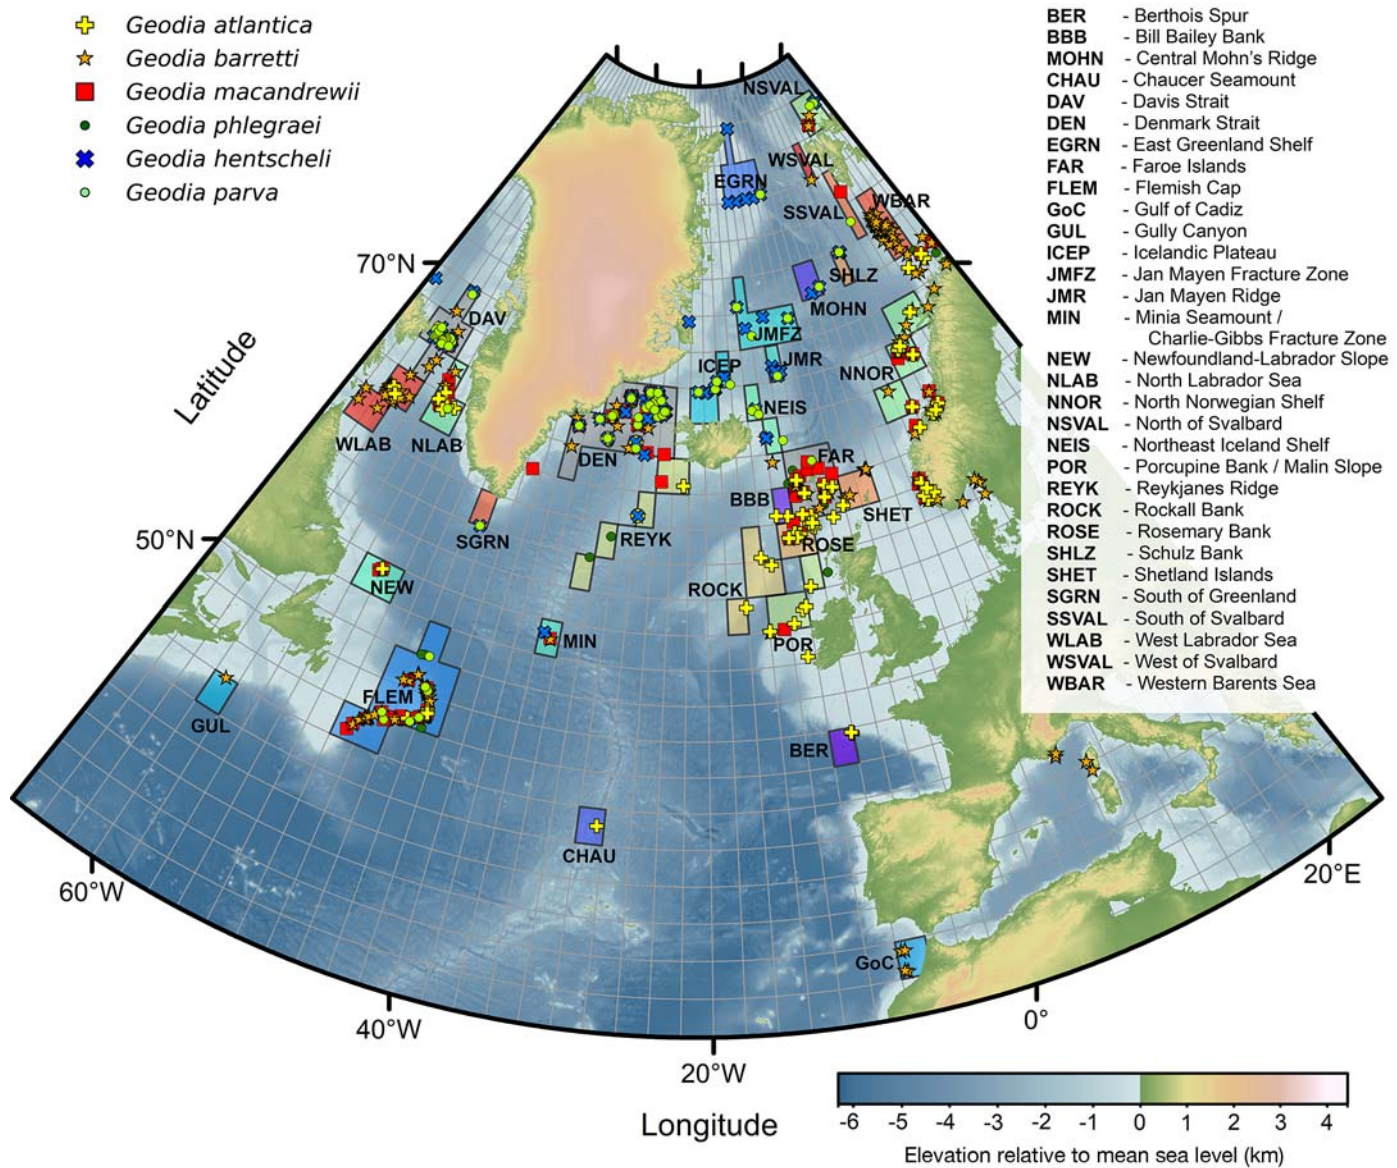 Geodia atlantica
Geodia barretti
Geodia macandrewii
Geodia phlegraei
Geodia hentscheli
Geodia parva
BER - Berthois Spur
BBB - Bill Bailey Bank
MOHN - Central Mohn's Ridge
CHAU - Chaucer Seamount
DAV - Davis Strait
DEN - Denmark Strait
EGRN - East Greenland Shelf
FAR - Faroe Islands
FLEM - Flemish Cap
GoC - Gulf of Cadiz
GUL - Gully Canyon
ICEP - Icelandic Plateau
JMFZ - Jan Mayen Fracture Zone
JMR - Jan Mayen Ridge
MIN - Minia Seamount /
Charlie-Gibbs Fracture Zone
NEW - Newfoundland-Labrador Slope
NLAB - North Labrador Sea
NNOR - North Norwegian Shelf
NSVAL - North of Svalbard
NEIS - Northeast Iceland Shelf
POR - Porcupine Bank / Malin Slope
REYK - Reykjanes Ridge
ROCK - Rockall Bank
ROSE - Rosemary Bank
SHLZ - Schulz Bank
SHET - Shetland Islands
SGRN - South of Greenland
SSVAL - South of Svalbard
WLAB - West Labrador Sea
WSVAL - West of Svalbard
WBAR - Western Barents Sea
NSVAL
WSVAL
EGRN
WBAR
SSVAL
70°N
SHLZ
MOHN
DAV
JMFZ
ICEP
JMR
NNOR
Latitude
NEIS
WLAB
NLAB
DEN
FAR
BBB
SHET
50°N
SGRN
REYK
ROSE
NEW
ROCK
MIN
POR
FLEM
GUL
BER
CHAU
60°W
20°E
GoC
40°W
0°
20°W
Longitude
-6 -5 -4 -3 -2 -1 0 1 2 3 4
Elevation relative to mean sea level (km)